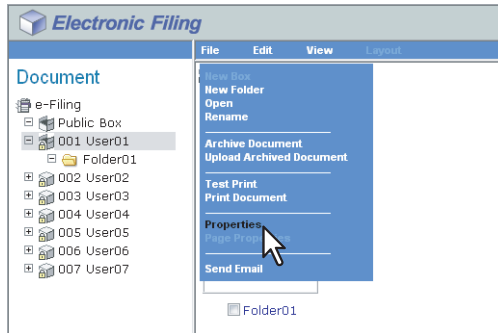 Electronic Filing
File Edit View Layout
Document
e-Filing
Public Box
001 User01
Folder01
002 User02
003 User03
004 User04
005 User05
006 User06
007 User07
New Box
New Folder
Open
Rename
Archive Document
Upload Archived Document
Test Print
Print Document
Properties
Page Properties
Send Email
Folder01